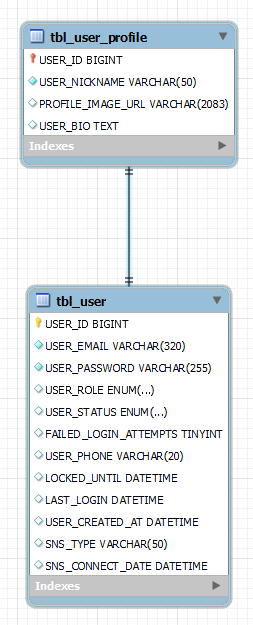 tbl_user_profile
USER_ID BIGINT
USER_NICKNAME VARCHAR(50)
PROFILE_IMAGE_URL VARCHAR(2083)
USER_BIO TEXT
Indexes
tbl_user
USER_ID BIGINT
USER_EMAIL VARCHAR(320)
USER_PASSWORD VARCHAR(255)
USER_ROLE ENUM(...)
USER_STATUS ENUM(...)
FAILED_LOGIN_ATTEMPTS TINYINT
USER_PHONE VARCHAR(20)
LOCKED_UNTIL DATETIME
LAST_LOGIN DATETIME
USER_CREATED_AT DATETIME
SNS_TYPE VARCHAR(50)
SNS_CONNECT_DATE DATETIME
Indexes